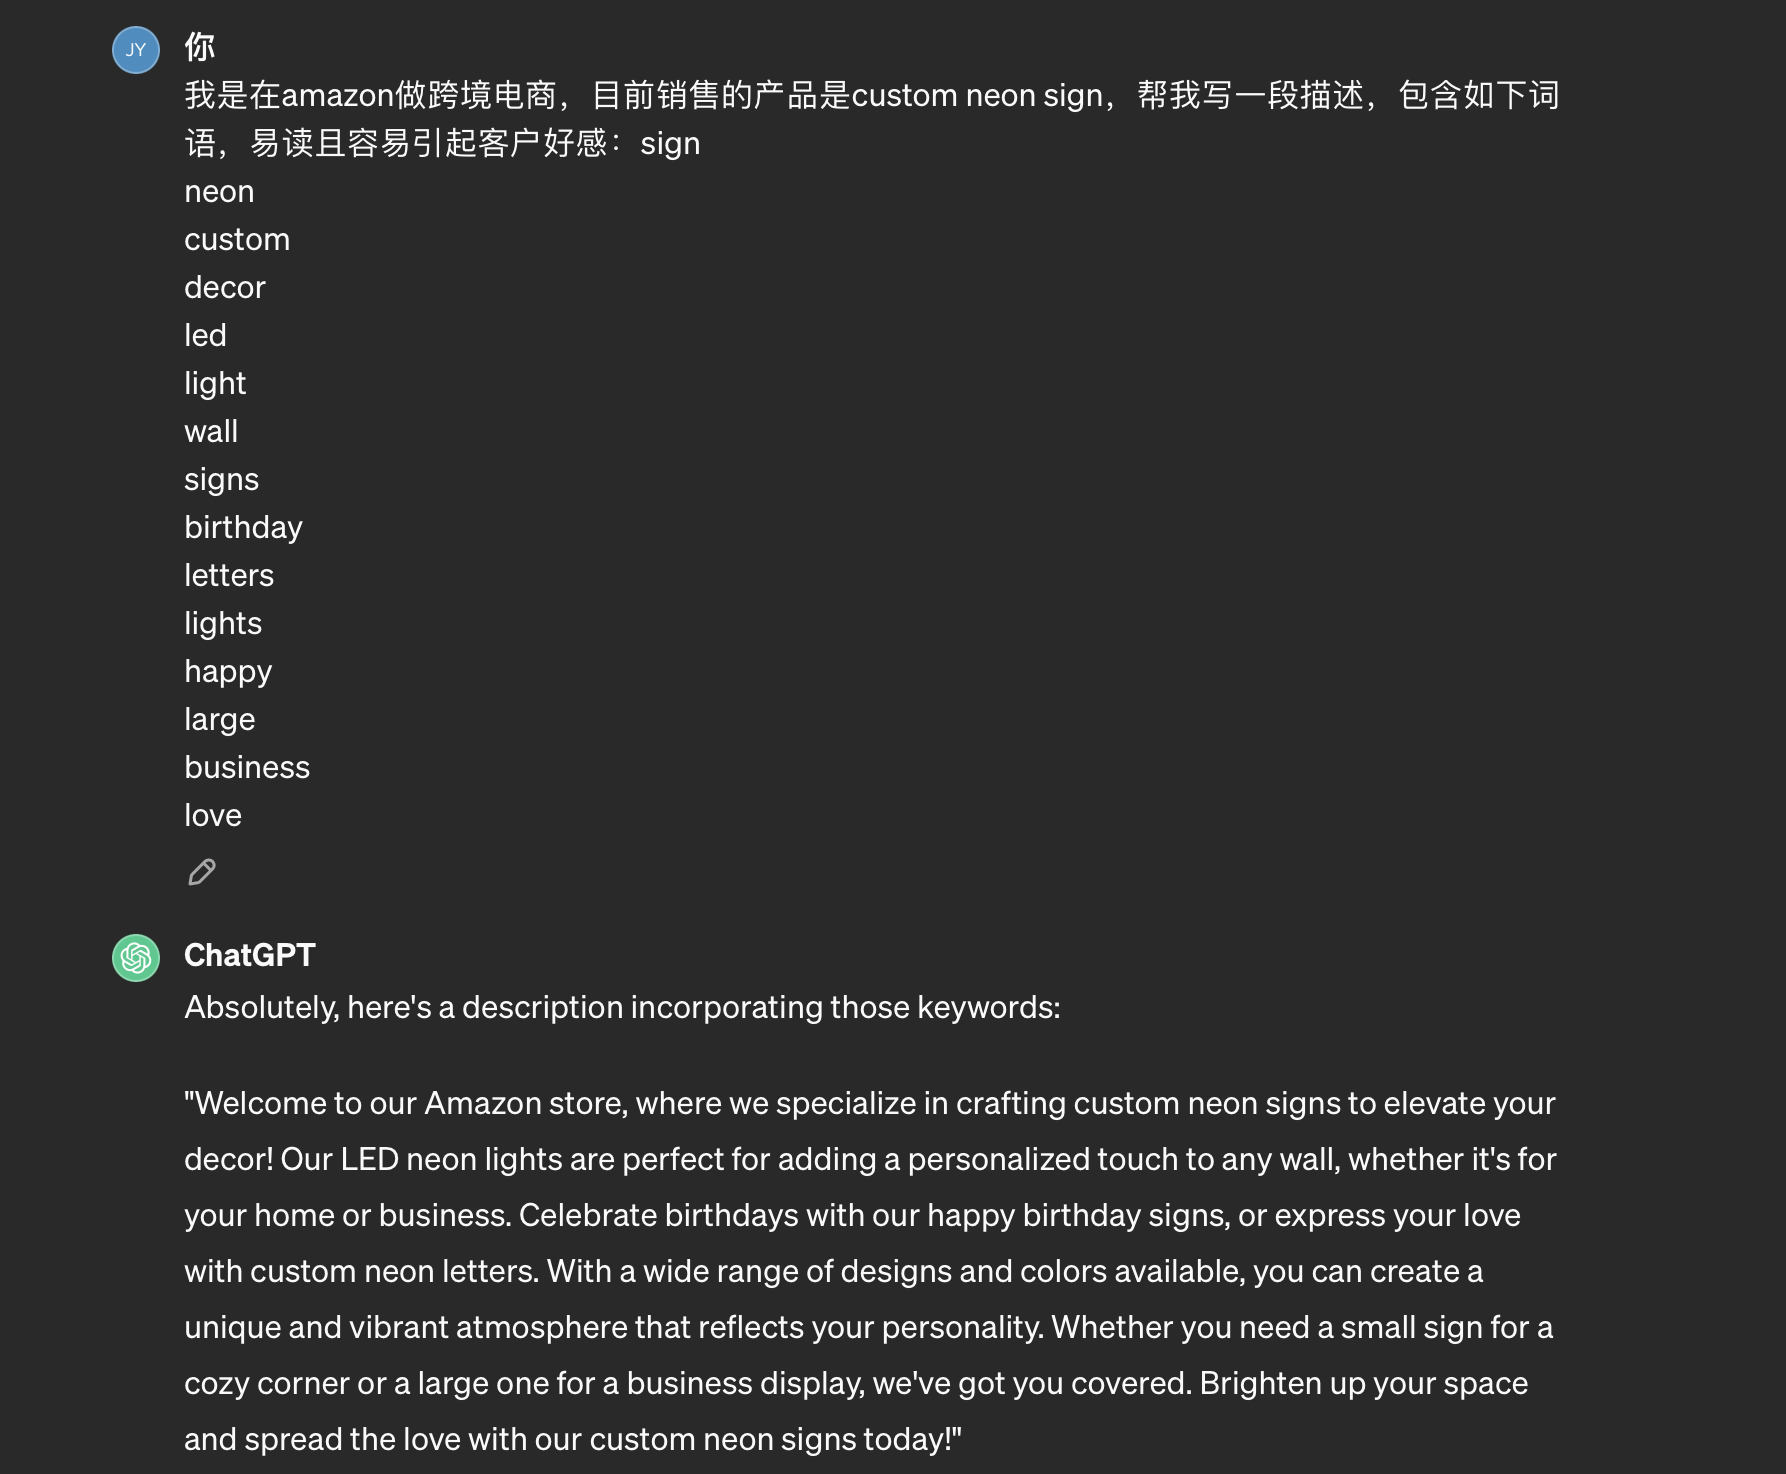 JY
你
我是在amazon做跨境电商，目前销售的产品是custom neon sign，帮我写一段描述，包含如下词
语，易读且容易引起客户好感：sign
neon
custom
decor
led
light
wall
signs
birthday
letters
lights
happy
large
business
love
ChatGPT
Absolutely, here's a description incorporating those keywords:
"Welcome to our Amazon store, where we specialize in crafting custom neon signs to elevate your
decor! Our LED neon lights are perfect for adding a personalized touch to any wall, whether it's for
your home or business. Celebrate birthdays with our happy birthday signs, or express your love
with custom neon letters. With a wide range of designs and colors available, you can create a
unique and vibrant atmosphere that reflects your personality. Whether you need a small sign for a
cozy corner or a large one for a business display, we've got you covered. Brighten up your space
and spread the love with our custom neon signs today!"